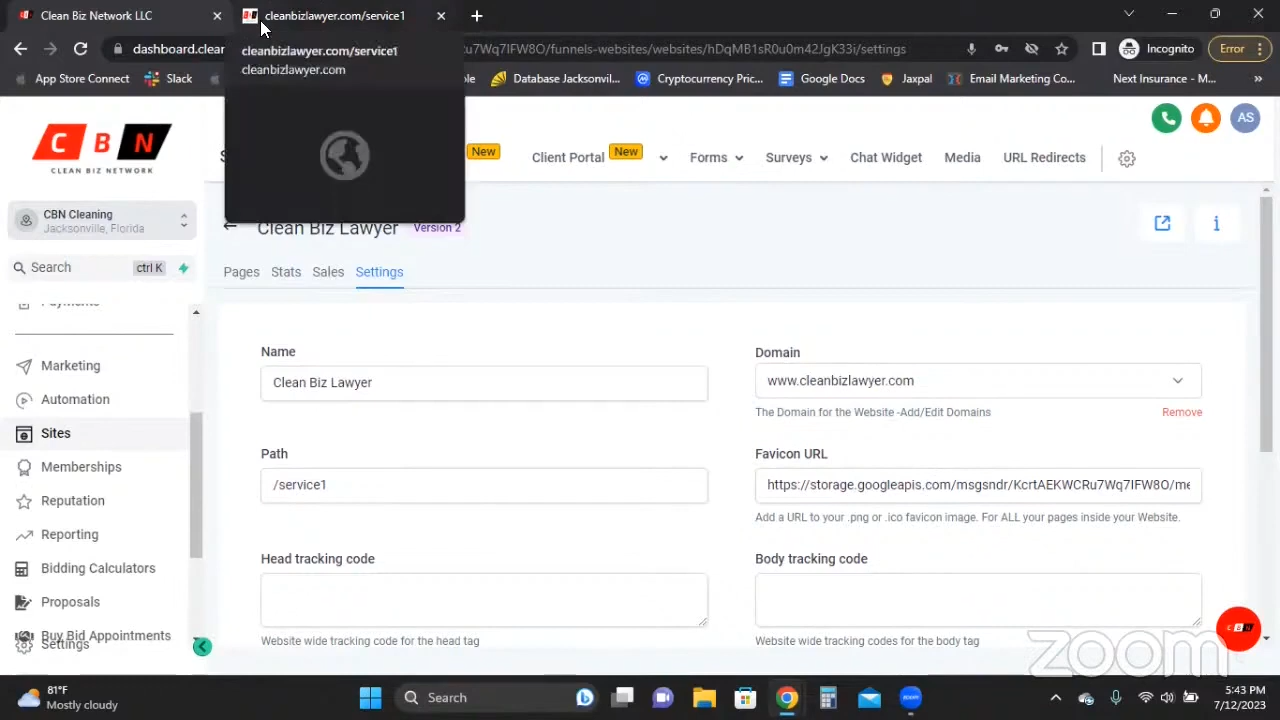 Clean Biz Network LLC
cleanbizlawyer.com/service1
dashboard.clear
u7Wq7IFW8O/funnels-websites/websites/hDqMB1sR0u0m42JgK33i/settings
Incognito
Error
cleanbizlawyer.com/service1
cleanbizlawyer.com
App Store Connect
Slack
le
Database Jacksonvil...
Cryptocurrency Pric...
Google Docs
Jaxpal
Email Marketing Co...
Next Insurance - M...
»
CBN
CLEAN BIZ NETWORK
AS
S
New
Client Portal
New
Forms
Surveys
Chat Widget
Media
URL Redirects
CBN Cleaning
Jacksonville, Florida
Clean Biz Lawyer
Version 2
Search
ctrl K
Pages
Stats
Sales
Settings
Payments
Marketing
Automation
Sites
Memberships
Reputation
Reporting
Bidding Calculators
Proposals
Buy Bid Appointments
Settings
Name
Clean Biz Lawyer
Domain
www.cleanbizlawyer.com
The Domain for the Website -Add/Edit Domains
Remove
Path
/service1
Favicon URL
https://storage.googleapis.com/msgsndr/KcrtAEKWCRu7Wq7IFW8O/me
Add a URL to your .png or .ico favicon image. For ALL your pages inside your Website.
Head tracking code
Body tracking code
Website wide tracking code for the head tag
Website wide tracking codes for the body tag
CBN
zoom
81°F
Mostly cloudy
Search
zoom
5:43 PM
7/12/2023